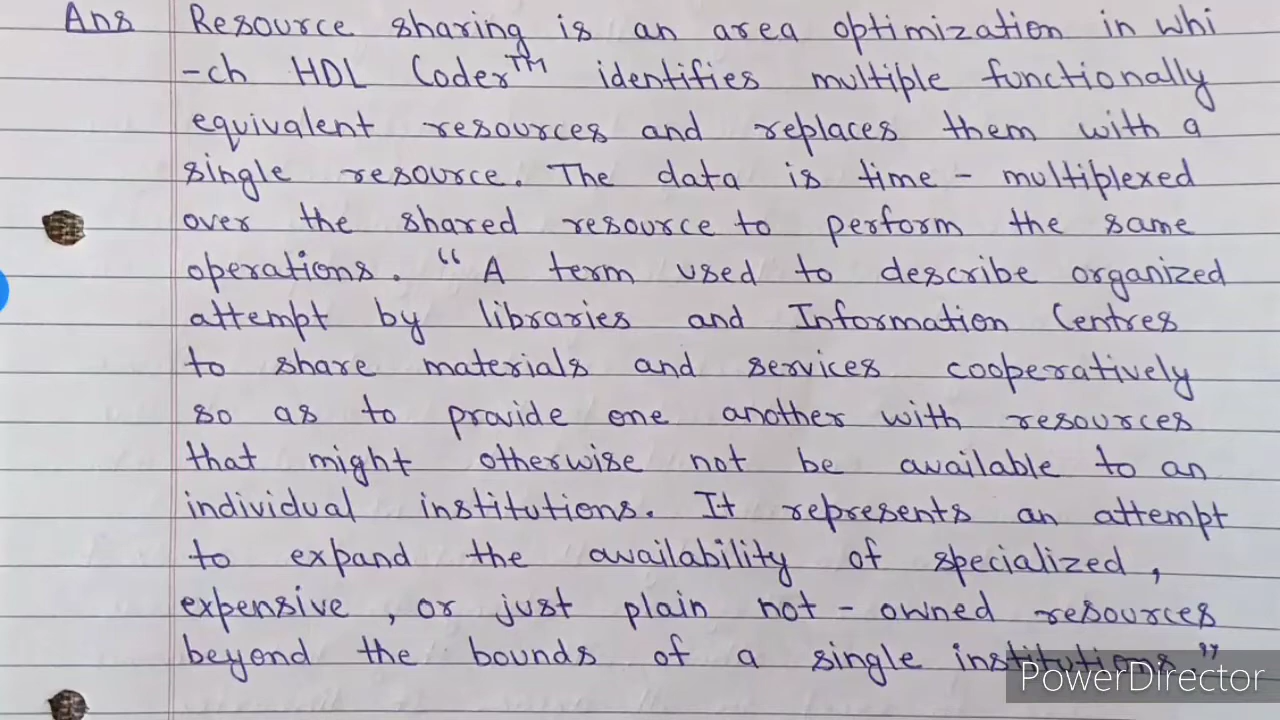 Ans Resource sharing is an area optimization in whi
-ch HDL Coder™ identifies multiple functionally
equivalent resources and replaces them with a
single resource. The data is time - multiplexed
over the shared resource to perform the same
operations. “ A term used to describe organized
attempt by libraries and Information Centres
to share materials and services cooperatively
so as to provide one another with resources
that might otherwise not be available to an
individual institutions. It represents an attempt
to expand the availability of specialized,
expensive, or just plain not - owned resources
beyond the bounds of a single institutions.”
PowerDirector